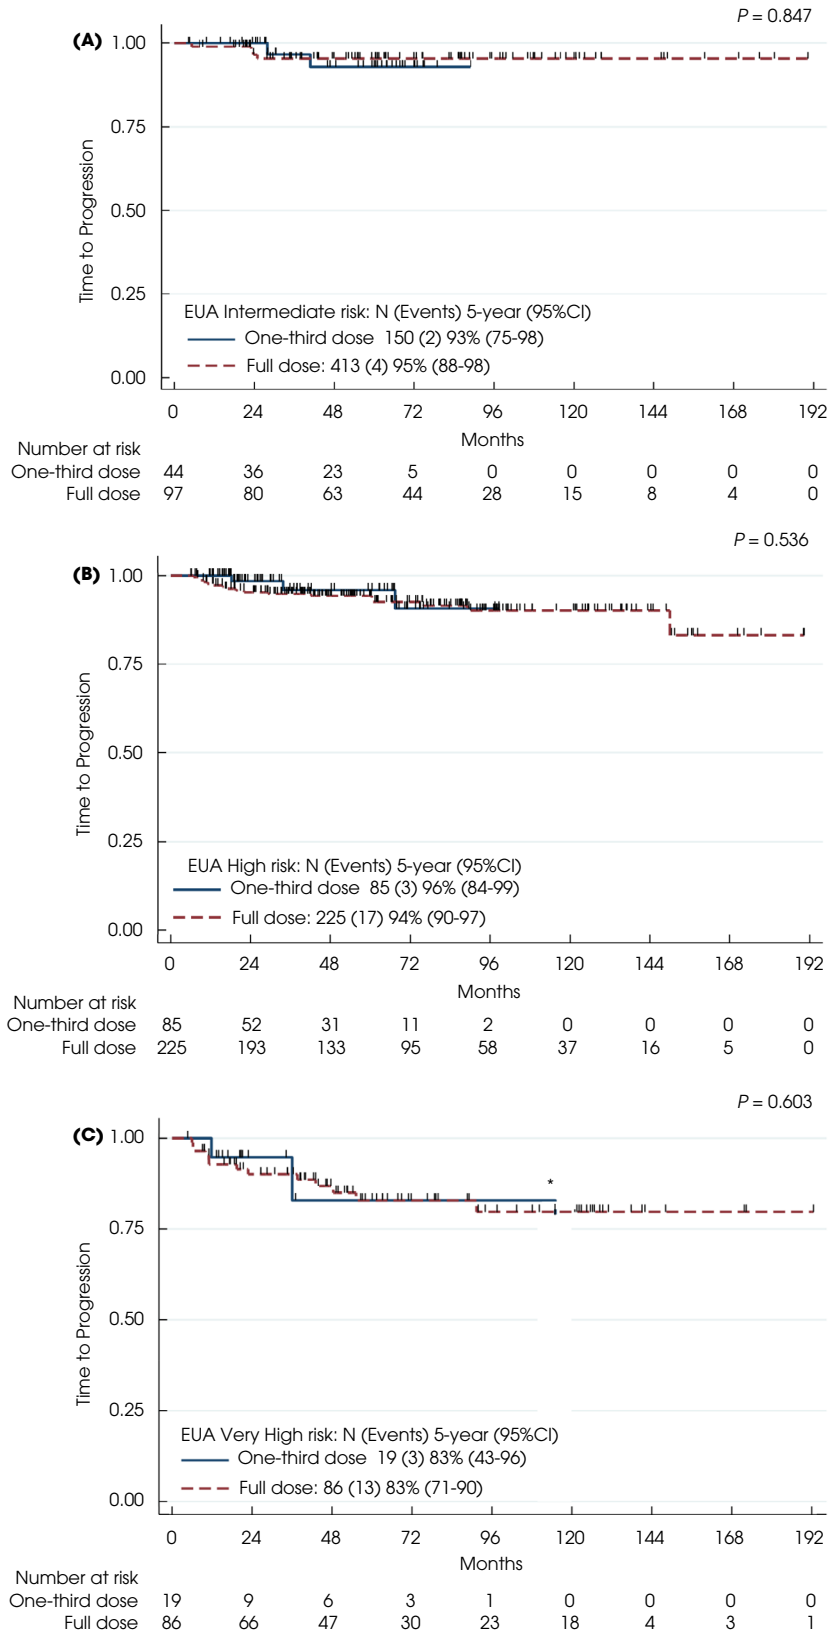 P = 0.847
(A)
1.00
0.75
0.50
0.25
0.00
Time to Progression
EUA Intermediate risk: N (Events) 5-year (95%CI)
One-third dose 150 (2) 93% (75-98)
Full dose: 413 (4) 95% (88-98)
0 24 48 72 96 120 144 168 192
Months
Number at risk
One-third dose 44 36 23 5 0 0 0 0 0
Full dose 97 80 63 44 28 15 8 4 0
P = 0.536
(B)
1.00
0.75
0.50
0.25
0.00
Time to Progression
EUA High risk: N (Events) 5-year (95%CI)
One-third dose 85 (3) 96% (84-99)
Full dose: 225 (17) 94% (90-97)
0 24 48 72 96 120 144 168 192
Months
Number at risk
One-third dose 85 52 31 11 2 0 0 0 0
Full dose 225 193 133 95 58 37 16 5 0
P = 0.603
(C)
1.00
0.75
0.50
0.25
0.00
Time to Progression
*
EUA Very High risk: N (Events) 5-year (95%CI)
One-third dose 19 (3) 83% (43-96)
Full dose: 86 (13) 83% (71-90)
0 24 48 72 96 120 144 168 192
Months
Number at risk
One-third dose 19 9 6 3 1 0 0 0 0
Full dose 86 66 47 30 23 18 4 3 1